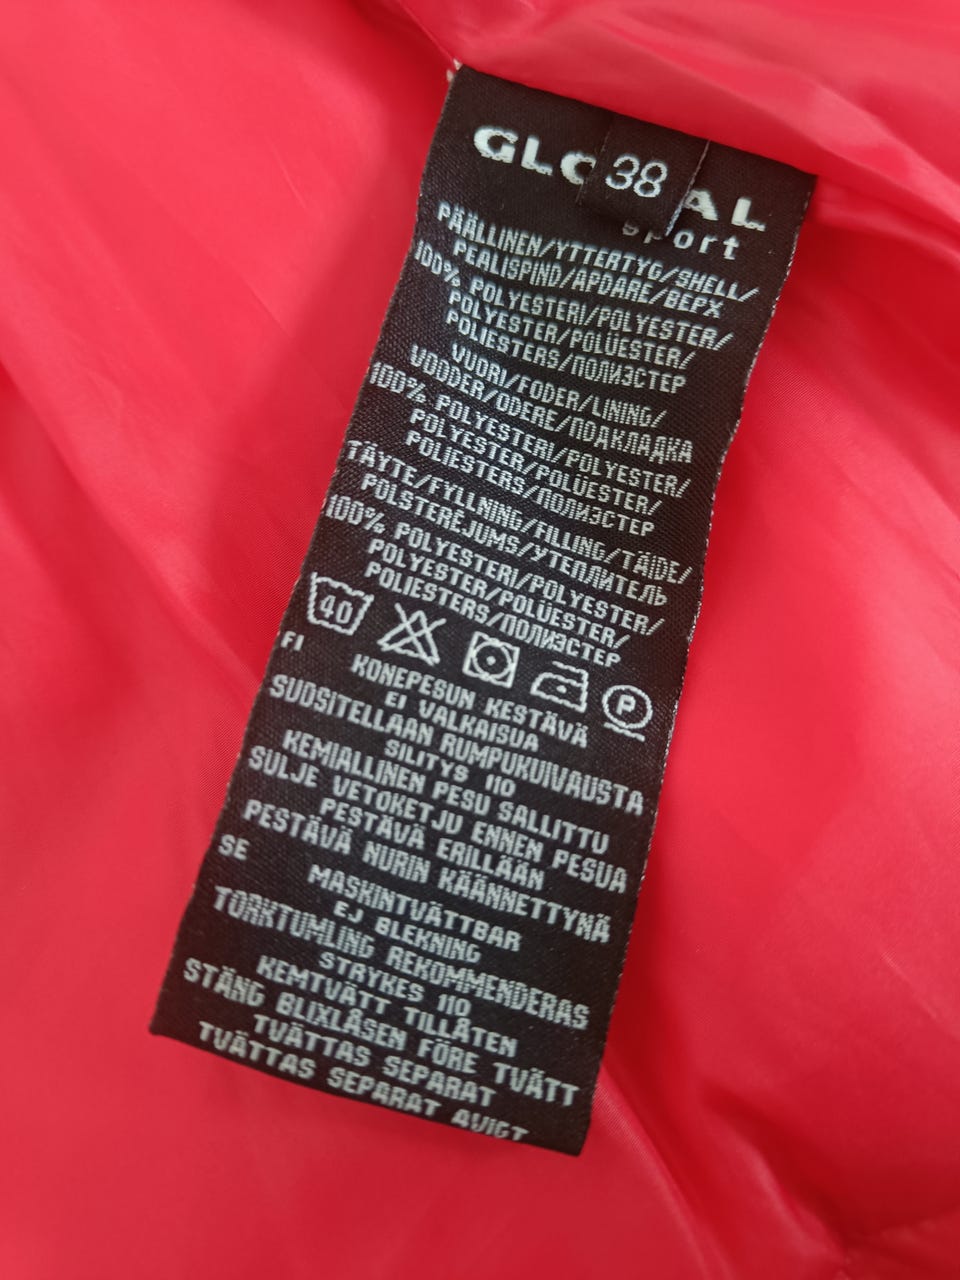 GLOBAL
38
sport
PÄÄLLINEN/YTTERTYG/SHELL/
PEALISPIND/APDARE/ВЕРХ
100% POLYESTERI/POLYESTER/
POLYESTER/POLÜESTER/
POLIESTERS/ПОЛИЭСТЕР
VUORI/FODER/LINING/
VOODER/ODERE/ПОДКЛАДКА
100% POLYESTERI/POLYESTER/
POLYESTER/POLÜESTER/
POLIESTERS/ПОЛИЭСТЕР
TÄYTE/FYLLNING/FILLING/TÄIDE/
POLSTERĒJUMS/УТЕПЛИТЕЛЬ
100% POLYESTERI/POLYESTER/
POLYESTER/POLÜESTER/
POLIESTERS/ПОЛИЭСТЕР
40
P
FI
KONEPESUN KESTÄVÄ
EI VALKAISUA
SUOSITELLAAN RUMPUKUIVAUSTA
SILITYS 110
KEMIALLINEN PESU SALLITTU
SULJE VETOKETJU ENNEN PESUA
PESTÄVÄ ERILLÄÄN
PESTÄVÄ NURIN KÄÄNNETTYNÄ
SE
MASKINTVÄTTBAR
EJ BLEKNING
TORKTUMLING REKOMMENDERAS
STRYKES 110
KEMTVÄTT TILLÅTEN
STÄNG BLIXLÅSEN FÖRE TVÄTT
TVÄTTAS SEPARAT
TVÄTTAS SEPARAT AVIGT